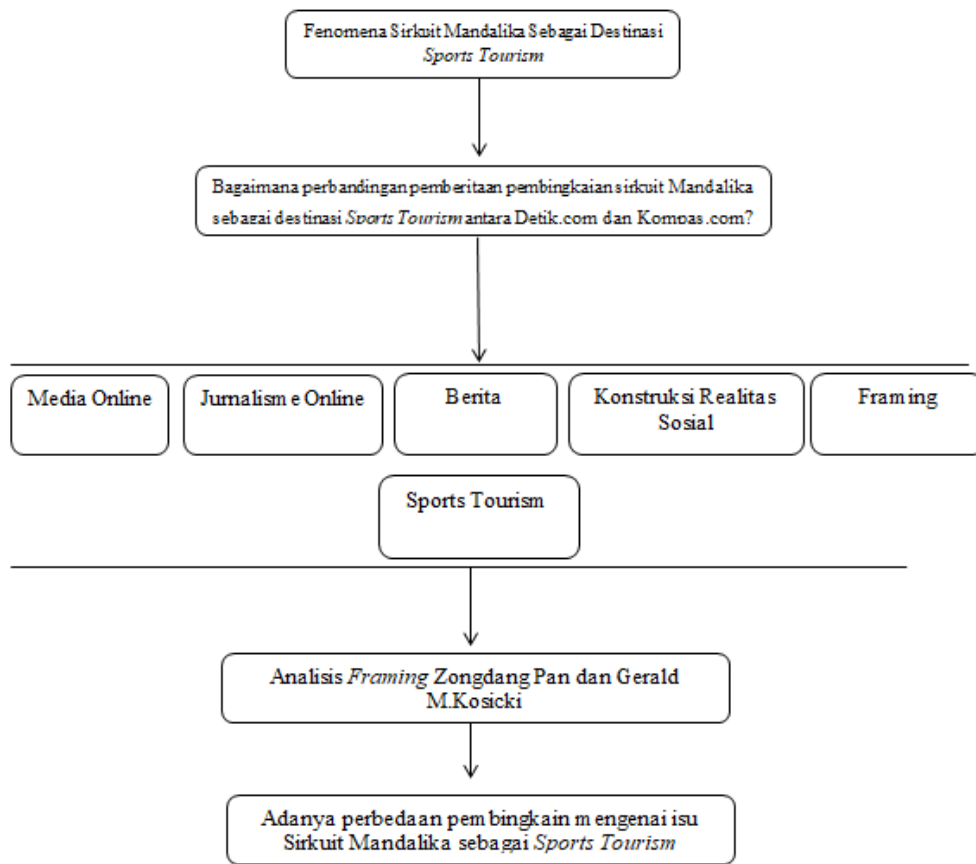 Fenomena Sirkuit Mandalika Sebagai Destinasi
Sports Tourism
Bagaimana perbandingan pemberitaan pembingkaian sirkuit Mandalika
sebagai destinasi Sports Tourism antara Detik.com dan Kompas.com?
Media Online
Jurnalisme Online
Berita
Konstruksi Realitas
Sosial
Framing
Sports Tourism
Analisis Framing Zongdang Pan dan Gerald
M.Kosicki
Adanya perbedaan pembingkain mengenai isu
Sirkuit Mandalika sebagai Sports Tourism